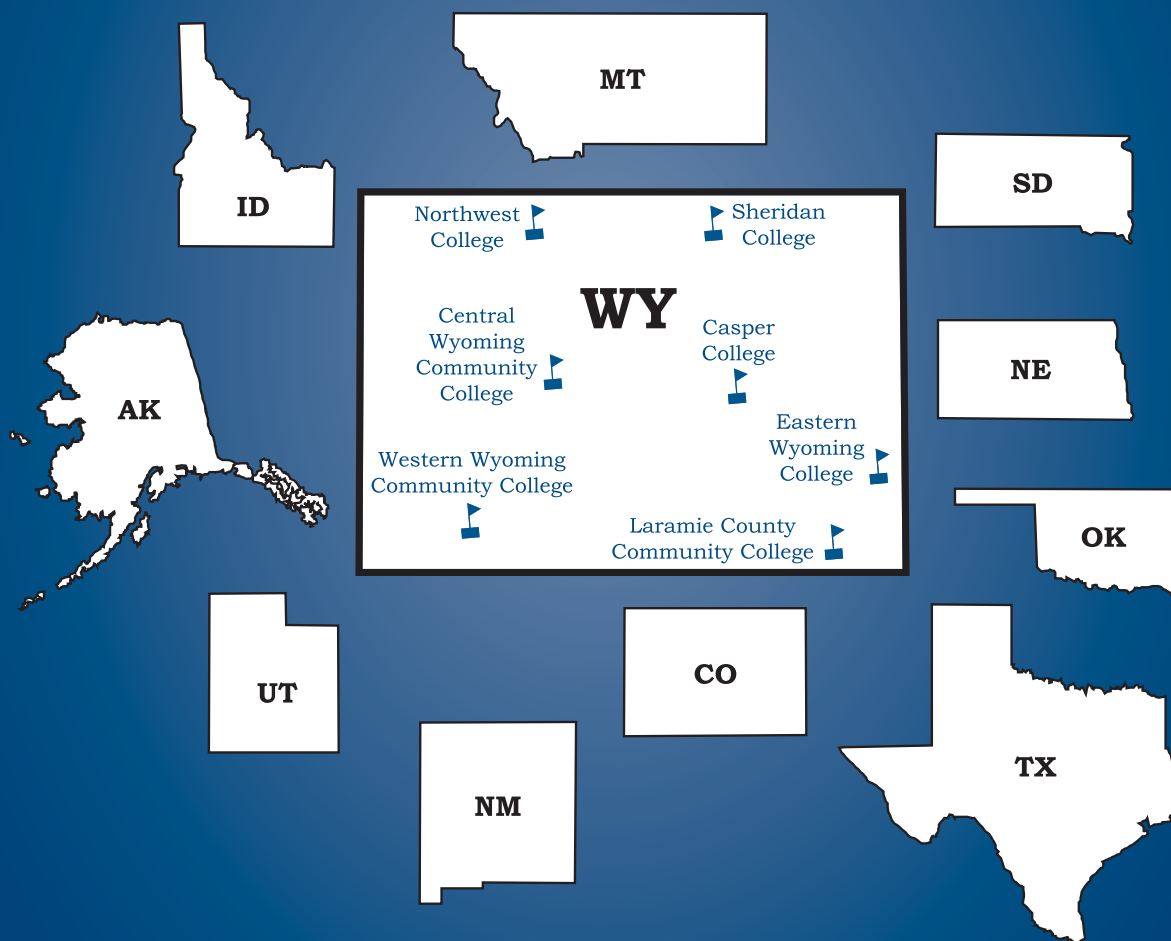 MT
ID
SD
Northwest
College
Sheridan
College
WY
Central
Wyoming
Community
College
Casper
College
NE
AK
Eastern
Wyoming
College
Western Wyoming
Community College
Laramie County
Community College
OK
UT
CO
NM
TX